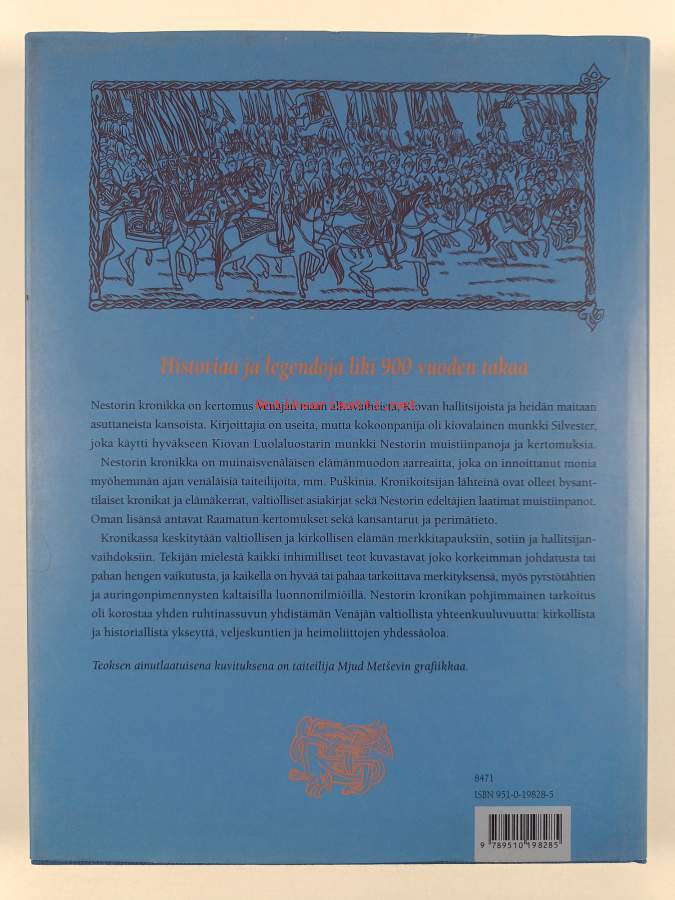 Historiaa ja legendoja liki 900 vuoden takaa
Nestorin kronikka on kertomus Venäjän maan alkuvaiheista, Kiovan hallitsijoista ja heidän maitaan
asuttaneista kansoista. Kirjoittajia on useita, mutta kokoonpanija oli kiovalainen munkki Silvester,
joka käytti hyväkseen Kiovan Luolaluostarin munkki Nestorin muistiinpanoja ja kertomuksia.
Nestorin kronikka on muinaisvenäläisen elämänmuodon aarreaitta, joka on innoittanut monia
myöhemmän ajan venäläisiä taiteilijoita, mm. Puškinia. Kronikoitsijan lähteinä ovat olleet bysant-
tilaiset kronikat ja elämäkerrat, valtiolliset asiakirjat sekä Nestorin edeltäjien laatimat muistiinpanot.
Oman lisänsä antavat Raamatun kertomukset sekä kansantarut ja perimätieto.
Kronikassa keskitytään valtiollisen ja kirkollisen elämän merkkitapauksiin, sotiin ja hallitsijan-
vaihdoksiin. Tekijän mielestä kaikki inhimilliset teot kuvastavat joko korkeimman johdatusta tai
pahan hengen vaikutusta, ja kaikella on hyvää tai pahaa tarkoittava merkityksensä, myös pyrstötähtien
ja auringonpimennysten kaltaisilla luonnonilmiöillä. Nestorin kronikan pohjimmainen tarkoitus
oli korostaa yhden ruhtinassuvun yhdistämän Venäjän valtiollista yhteenkuuluvuutta: kirkollista
ja historiallista ykseyttä, veljeskuntien ja heimoliittojen yhdessäoloa.
Teoksen ainutlaatuisena kuvituksena on taiteilija Mjud Metševin grafiikkaa.
8471
ISBN 951-0-19828-5
9 789510 198285